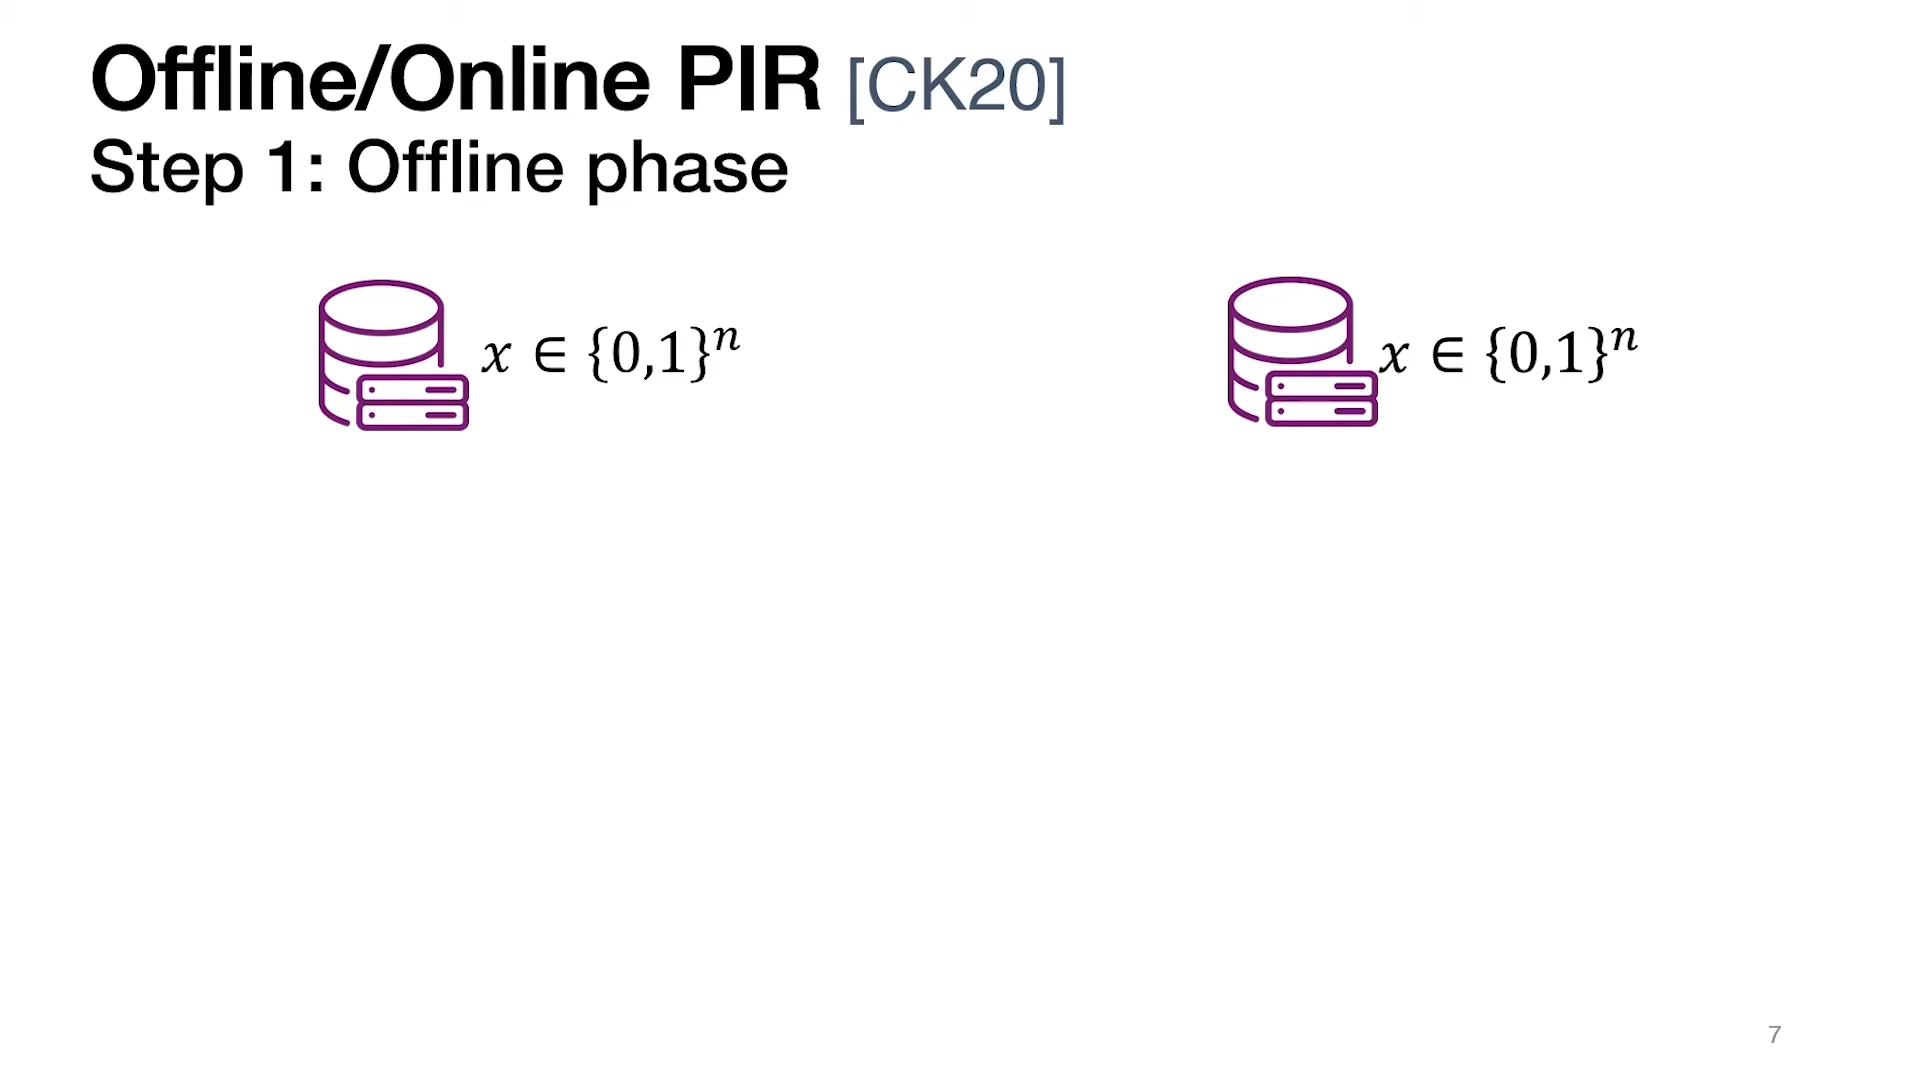 Offline/Online PIR [CK20]
Step 1: Offline phase
x ∈ {0,1}ⁿ
x ∈ {0,1}ⁿ
7